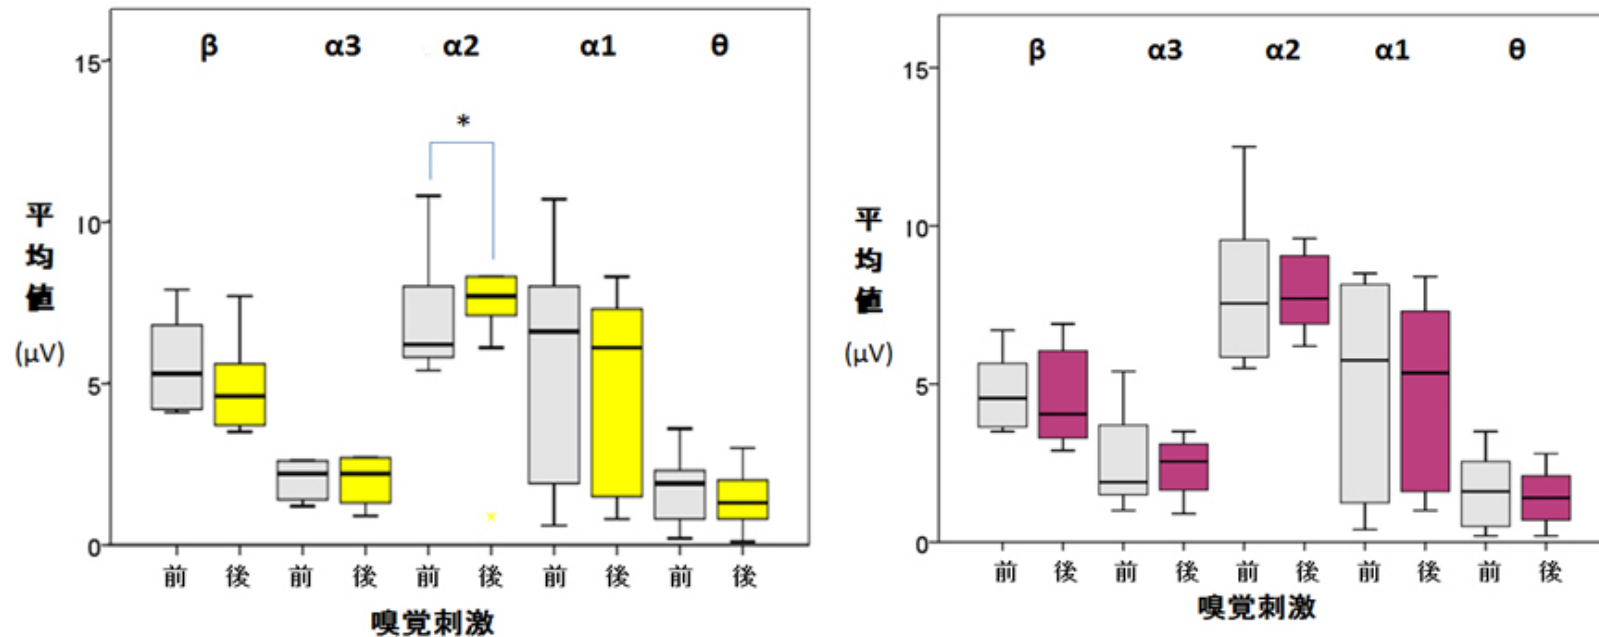 β α3 α2 α1 θ
15
*
10
平均値
(μV)
5
0
前 後 前 後 前 後 前 後 前 後
嗅覚刺激
β α3 α2 α1 θ
15
10
平均値
(μV)
5
0
前 後 前 後 前 後 前 後 前 後
嗅覚刺激